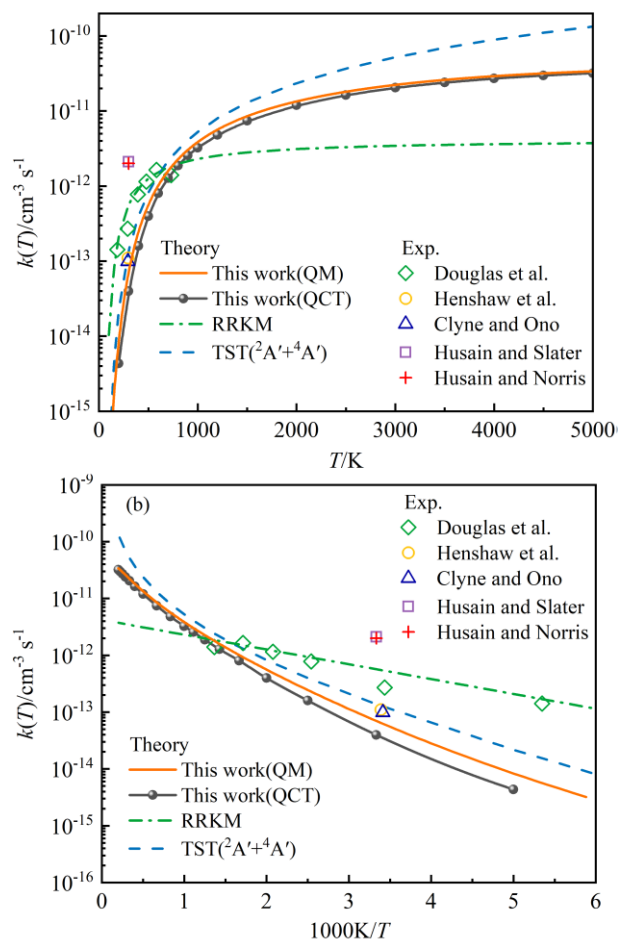 10⁻¹⁰
10⁻¹¹
10⁻¹²
10⁻¹³
10⁻¹⁴
10⁻¹⁵
k(T)/cm⁻³ s⁻¹
Theory
This work(QM)
This work(QCT)
RRKM
TST(²A′+⁴A′)
Exp.
Douglas et al.
Henshaw et al.
Clyne and Ono
Husain and Slater
Husain and Norris
0 1000 2000 3000 4000 5000
T/K
(b)
10⁻⁹
10⁻¹⁰
10⁻¹¹
10⁻¹²
10⁻¹³
10⁻¹⁴
10⁻¹⁵
10⁻¹⁶
k(T)/cm⁻³ s⁻¹
Exp.
Douglas et al.
Henshaw et al.
Clyne and Ono
Husain and Slater
Husain and Norris
Theory
This work(QM)
This work(QCT)
RRKM
TST(²A′+⁴A′)
0 1 2 3 4 5 6
1000K/T